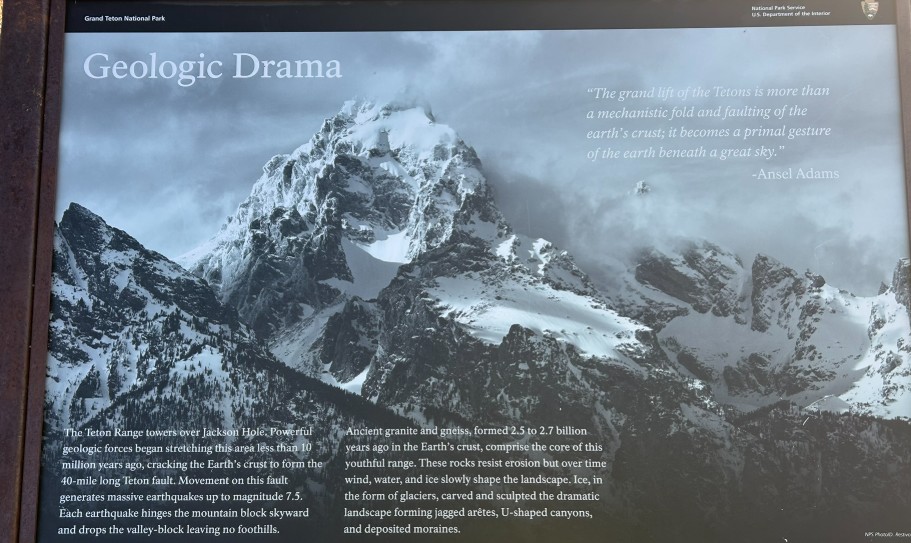 Grand Teton National Park
National Park Service
U.S. Department of the Interior
Geologic Drama
“The grand lift of the Tetons is more than
a mechanistic fold and faulting of the
earth’s crust; it becomes a primal gesture
of the earth beneath a great sky.”
-Ansel Adams
The Teton Range towers over Jackson Hole. Powerful
geologic forces began stretching this area less than 10
million years ago, cracking the Earth’s crust to form the
40-mile long Teton fault. Movement on this fault
generates massive earthquakes up to magnitude 7.5.
Each earthquake hinges the mountain block skyward
and drops the valley-block leaving no foothills.
Ancient granite and gneiss, formed 2.5 to 2.7 billion
years ago in the Earth’s crust, comprise the core of this
youthful range. These rocks resist erosion but over time
wind, water, and ice slowly shape the landscape. Ice, in
the form of glaciers, carved and sculpted the dramatic
landscape forming jagged arêtes, U-shaped canyons,
and deposited moraines.
NPS Photo/D.